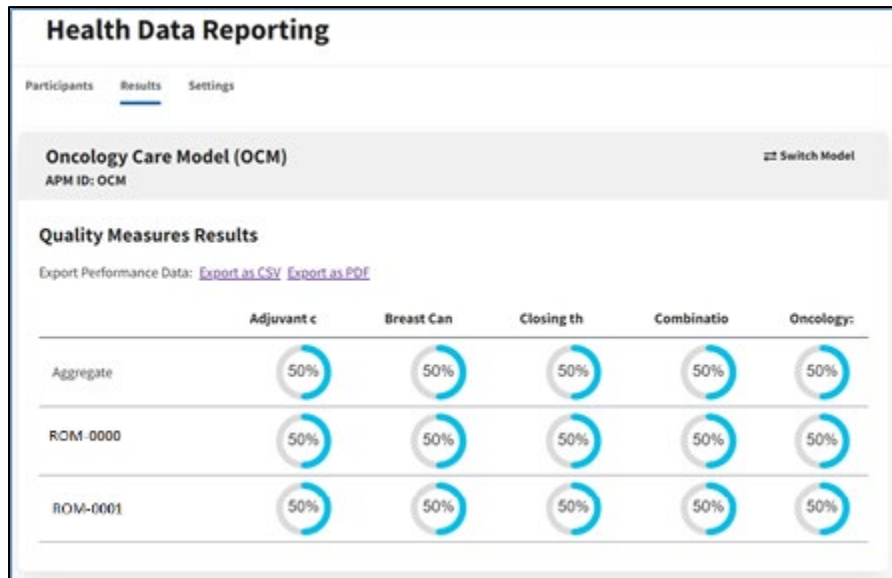 Health Data Reporting
Participants Results Settings
Oncology Care Model (OCM) Switch Model
APM ID: OCM
Quality Measures Results
Export Performance Data: Export as CSV Export as PDF
Adjuvant c Breast Can Closing th Combinatio Oncology:
Aggregate 50% 50% 50% 50% 50%
ROM-0000 50% 50% 50% 50% 50%
ROM-0001 50% 50% 50% 50% 50%